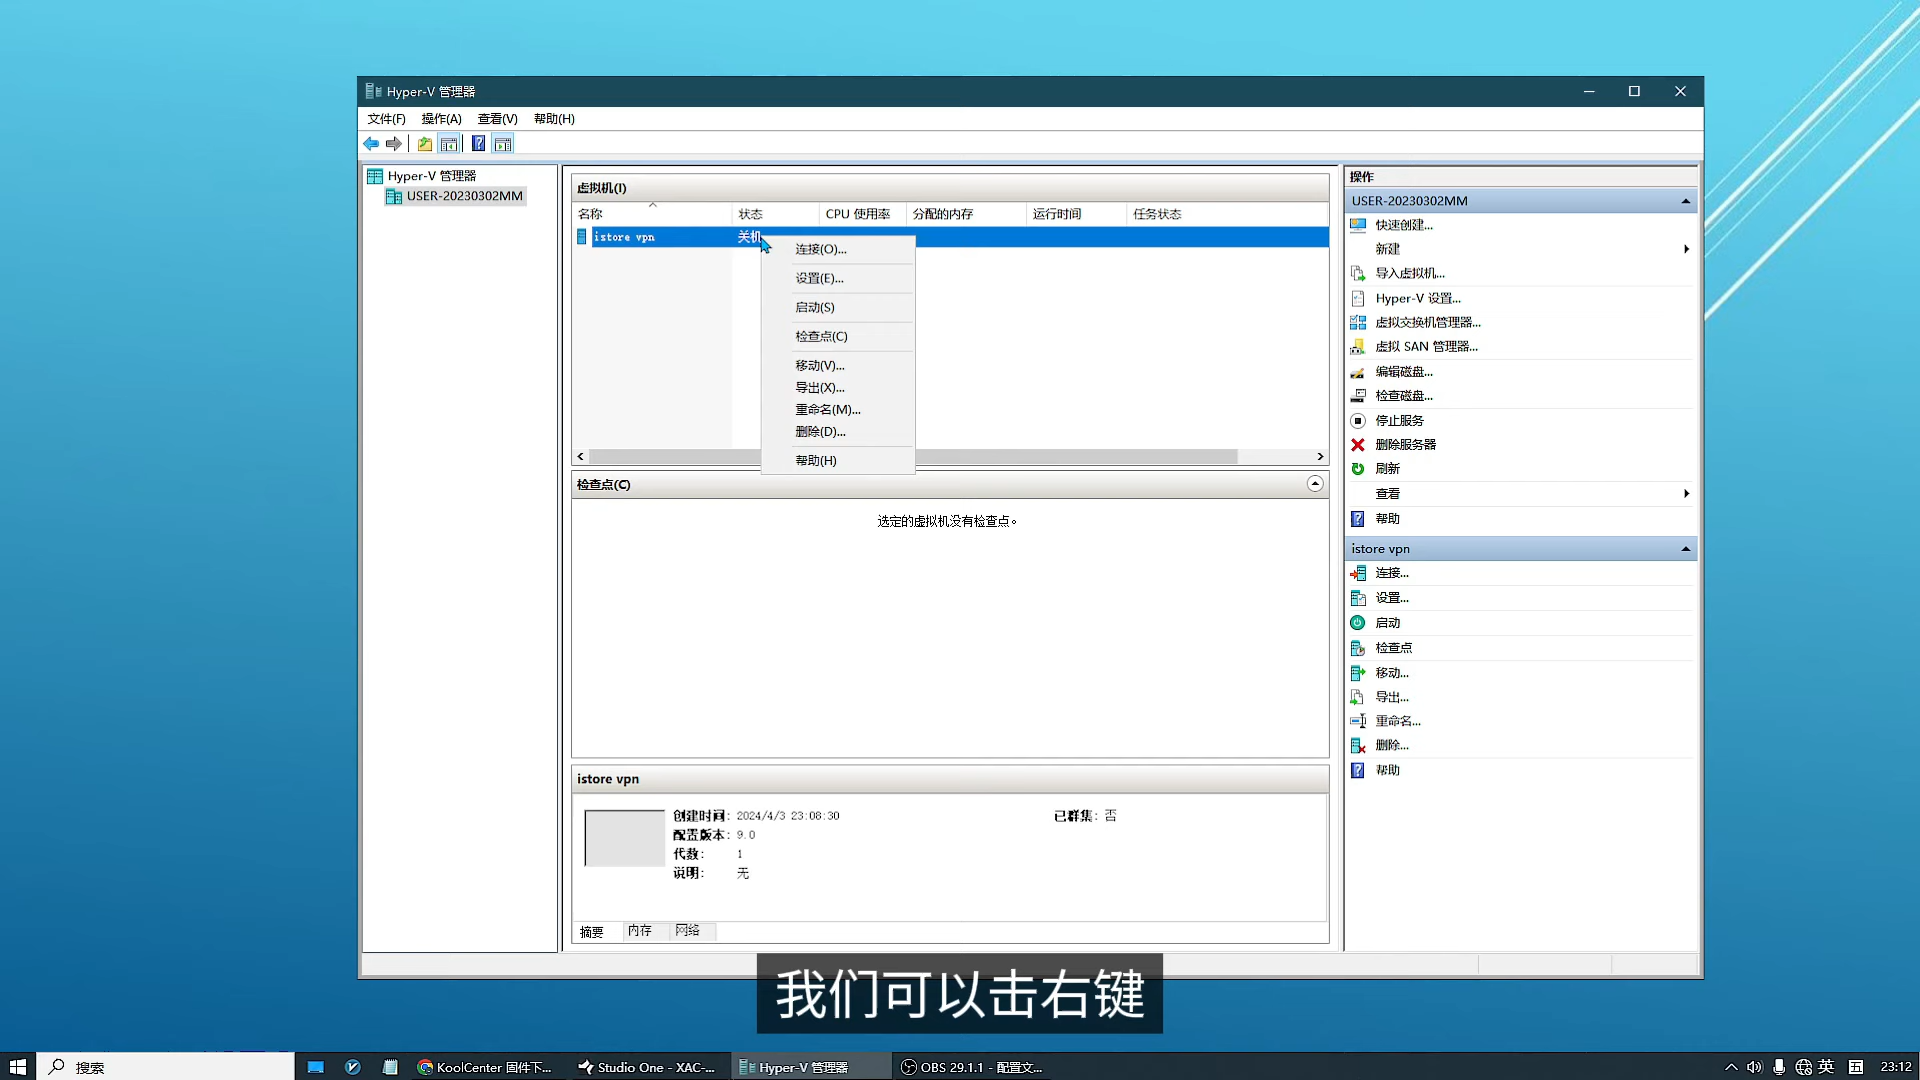 Hyper-V 管理器
文件(F) 操作(A) 查看(V) 帮助(H)
Hyper-V 管理器
USER-20230302MM
虚拟机(I)
名称 状态 CPU 使用率 分配的内存 运行时间 任务状态
istore vpn 关机
连接(O)...
设置(E)...
启动(S)
检查点(C)
移动(V)...
导出(X)...
重命名(M)...
删除(D)...
帮助(H)
检查点(C)
选定的虚拟机没有检查点。
istore vpn
创建时间: 2024/4/3 23:08:30 已群集: 否
配置版本: 9.0
代数: 1
说明: 无
摘要 内存 网络
操作
USER-20230302MM
快速创建...
新建
导入虚拟机...
Hyper-V 设置...
虚拟交换机管理器...
虚拟 SAN 管理器...
编辑磁盘...
检查磁盘...
停止服务
删除服务器
刷新
查看
帮助
istore vpn
连接...
设置...
启动
检查点
移动...
导出...
重命名...
删除...
帮助
我们可以击右键
搜索 KoolCenter 固件下... Studio One - XAC-... Hyper-V 管理器 OBS 29.1.1 - 配置文... 英 五 23:12